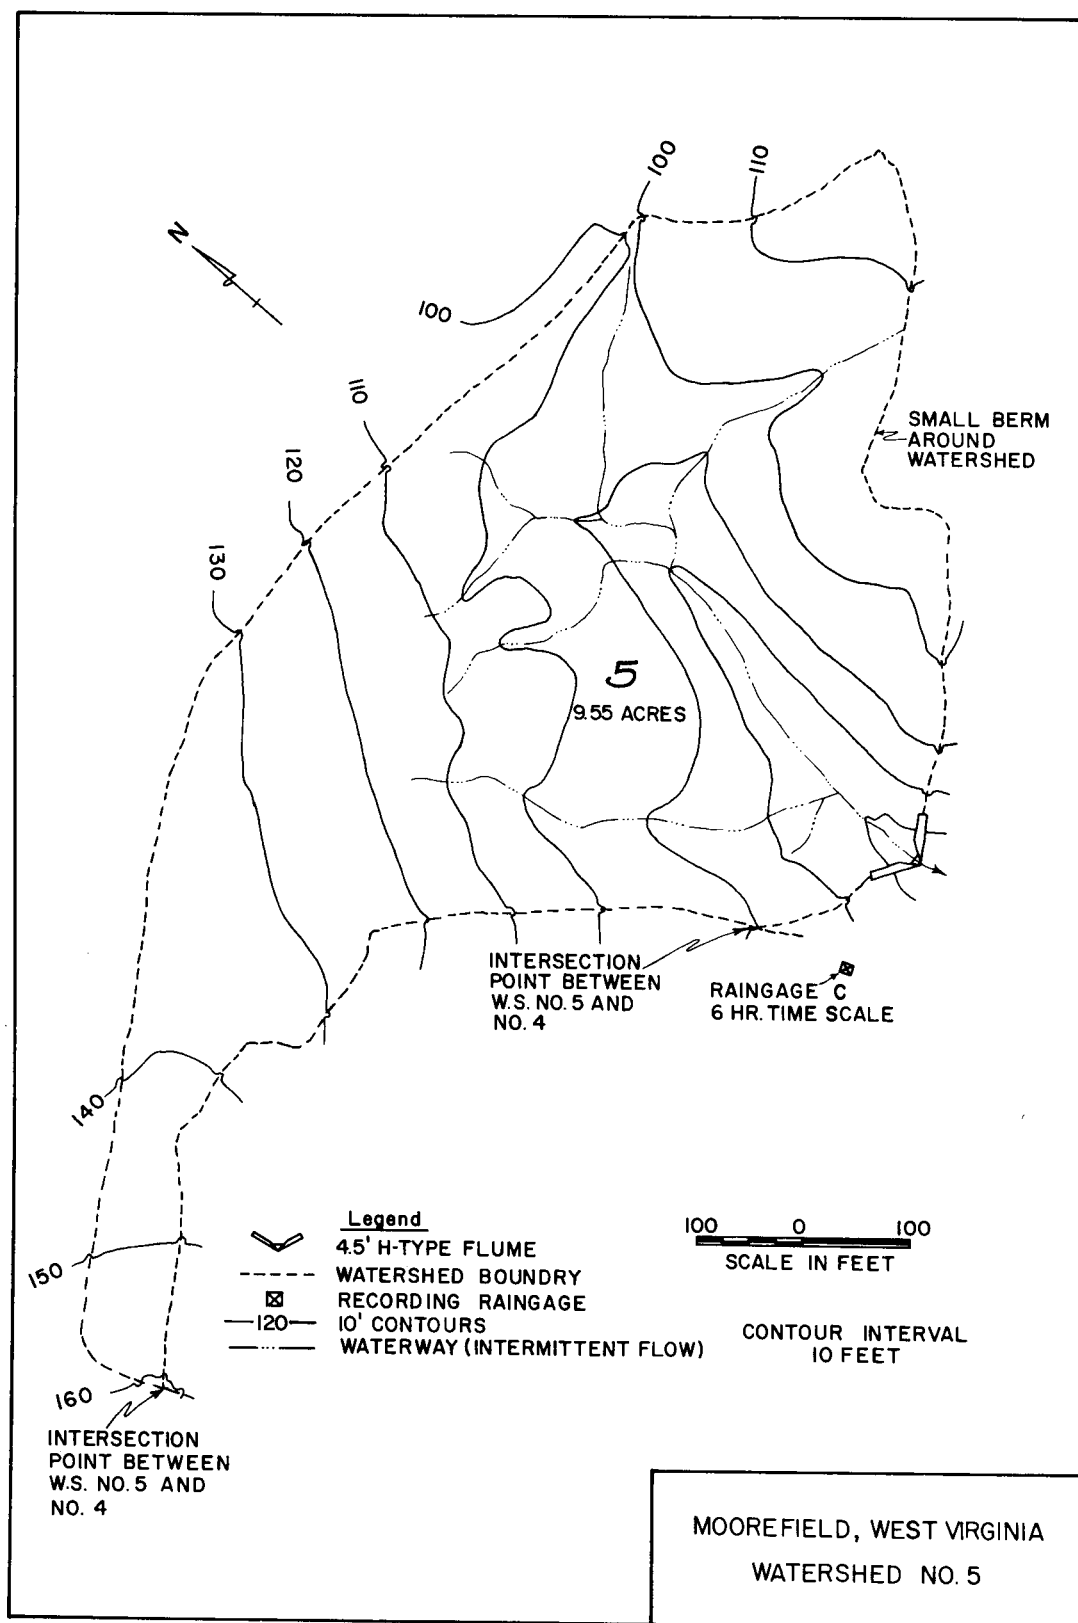 100
110
N
100
110
120
130
SMALL BERM
AROUND
WATERSHED
5
9.55 ACRES
INTERSECTION
POINT BETWEEN
W.S. NO. 5 AND
NO. 4
RAINGAGE C
6 HR. TIME SCALE
140
150
160
INTERSECTION
POINT BETWEEN
W.S. NO. 5 AND
NO. 4
Legend
4.5' H-TYPE FLUME
WATERSHED BOUNDRY
RECORDING RAINGAGE
120 10' CONTOURS
WATERWAY (INTERMITTENT FLOW)
100 0 100
SCALE IN FEET
CONTOUR INTERVAL
10 FEET
MOOREFIELD, WEST VIRGINIA
WATERSHED NO. 5